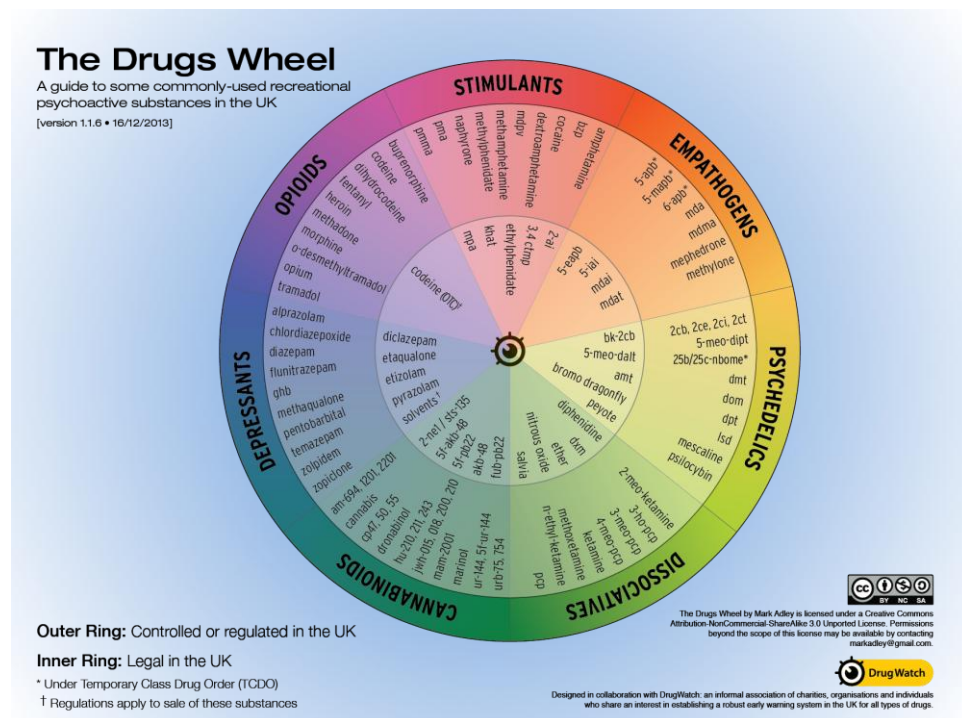 The Drugs Wheel
A guide to some commonly-used recreational
psychoactive substances in the UK
[version 1.1.6 • 16/12/2013]
STIMULANTS
pmma
pma
naphyrone
methylphenidate
methamphetamine
mdpv
dextroamphetamine
cocaine
bzp
amphetamine
mpa
khat
ethylphenidate
3,4 ctmp
2-ai
EMPATHOGENS
5-apb*
5-mapb*
6-apb*
mda
mdma
mephedrone
methylone
5-eapb
5-iai
mdai
mdat
PSYCHEDELICS
2cb, 2ce, 2ci, 2ct
5-meo-dipt
25b/25c-nbome*
dmt
dom
dpt
lsd
mescaline
psilocybin
bk-2cb
5-meo-dalt
amt
bromo dragonfly
peyote
DISSOCIATIVES
2-meo-ketamine
3-ho-pcp
3-meo-pcp
4-meo-pcp
ketamine
methoxetamine
n-ethyl-ketamine
pcp
diphenidine
dxm
ether
nitrous oxide
salvia
CANNABINOIDS
am-694, 1201, 2201
cannabis
cp47, 50, 55
dronabinol
hu-210, 211, 243
jwh-015, 018, 200, 210
mam-2001
marinol
ur-144, 5f-ur-144
urb-75, 754
2-ne1 / sts-135
5f-akb-48
5f-pb22
akb-48
fub-pb22
DEPRESSANTS
alprazolam
chlordiazepoxide
diazepam
flunitrazepam
ghb
methaqualone
pentobarbital
temazepam
zolpidem
zopiclone
diclazepam
etaqualone
etizolam
pyrazolam
solvents†
OPIOIDS
buprenorphine
codeine
dihydrocodeine
fentanyl
heroin
methadone
morphine
o-desmethyltramadol
opium
tramadol
codeine (OTC)†
Outer Ring: Controlled or regulated in the UK
Inner Ring: Legal in the UK
* Under Temporary Class Drug Order (TCDO)
† Regulations apply to sale of these substances
cc
BY NC SA
The Drugs Wheel by Mark Adley is licensed under a Creative Commons
Attribution-NonCommercial-ShareAlike 3.0 Unported License. Permissions
beyond the scope of this license may be available by contacting
markadley@gmail.com.
DrugWatch
Designed in collaboration with DrugWatch: an informal association of charities, organisations and individuals
who share an interest in establishing a robust early warning system in the UK for all types of drugs.